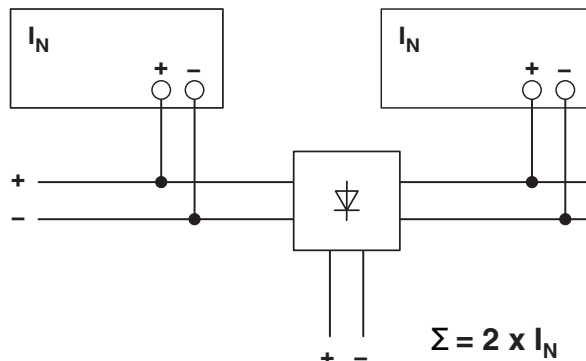 I_N I_N
+ − + −
+
−
+ −
Σ = 2 x I_N